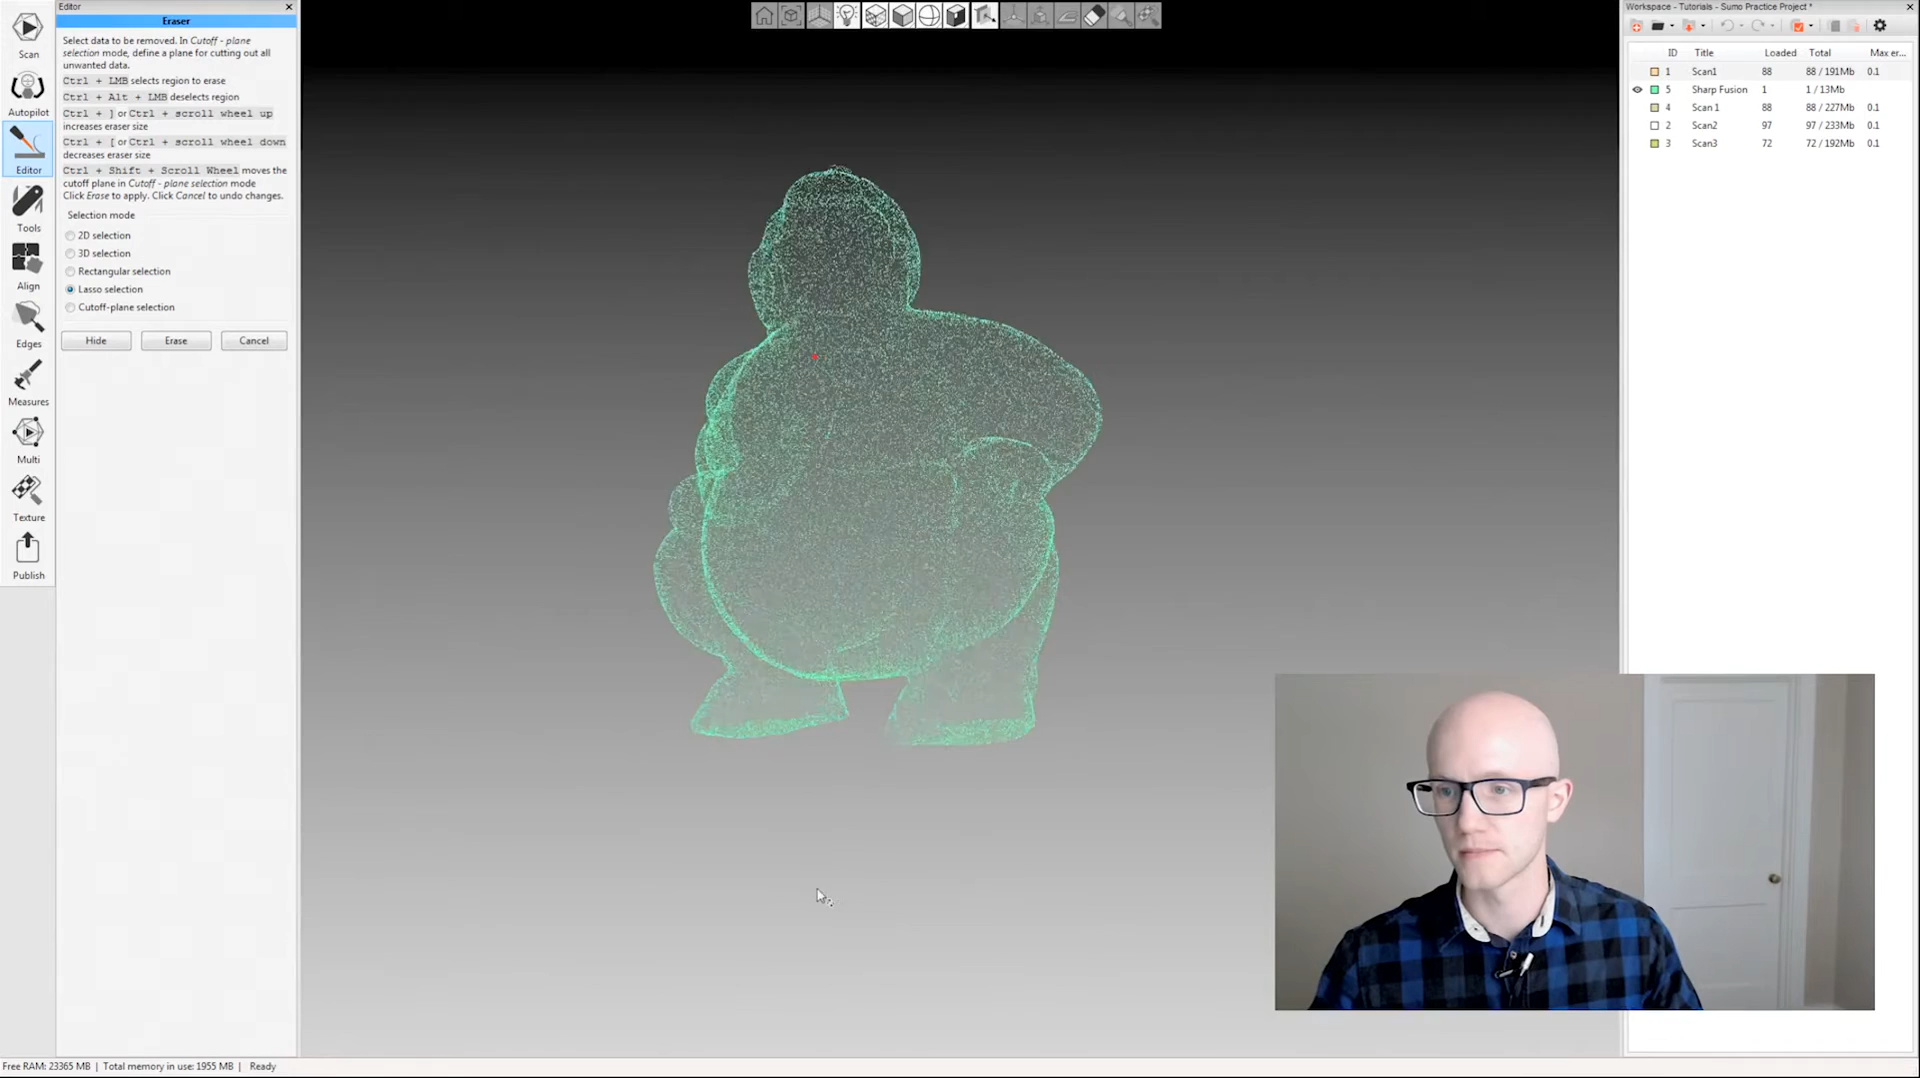 Editor
Eraser
Select data to be removed. In Cutoff - plane
selection mode, define a plane for cutting out all
unwanted data.
Ctrl + LMB selects region to erase
Ctrl + Alt + LMB deselects region
Ctrl + ] or Ctrl + scroll wheel up
increases eraser size
Ctrl + [ or Ctrl + scroll wheel down
decreases eraser size
Ctrl + Shift + Scroll Wheel moves the
cutoff plane in Cutoff - plane selection mode
Click Erase to apply. Click Cancel to undo changes.
Selection mode
2D selection
3D selection
Rectangular selection
Lasso selection
Cutoff-plane selection
Hide Erase Cancel
Scan
Autopilot
Editor
Tools
Align
Edges
Measures
Multi
Texture
Publish
Workspace - Tutorials - Sumo Practice Project *
ID Title Loaded Total Max er...
1 Scan1 88 88 / 191Mb 0.1
5 Sharp Fusion 1 1 / 13Mb
4 Scan 1 88 88 / 227Mb 0.1
2 Scan2 97 97 / 233Mb 0.1
3 Scan3 72 72 / 192Mb 0.1
Free RAM: 23365 MB | Total memory in use: 1955 MB | Ready